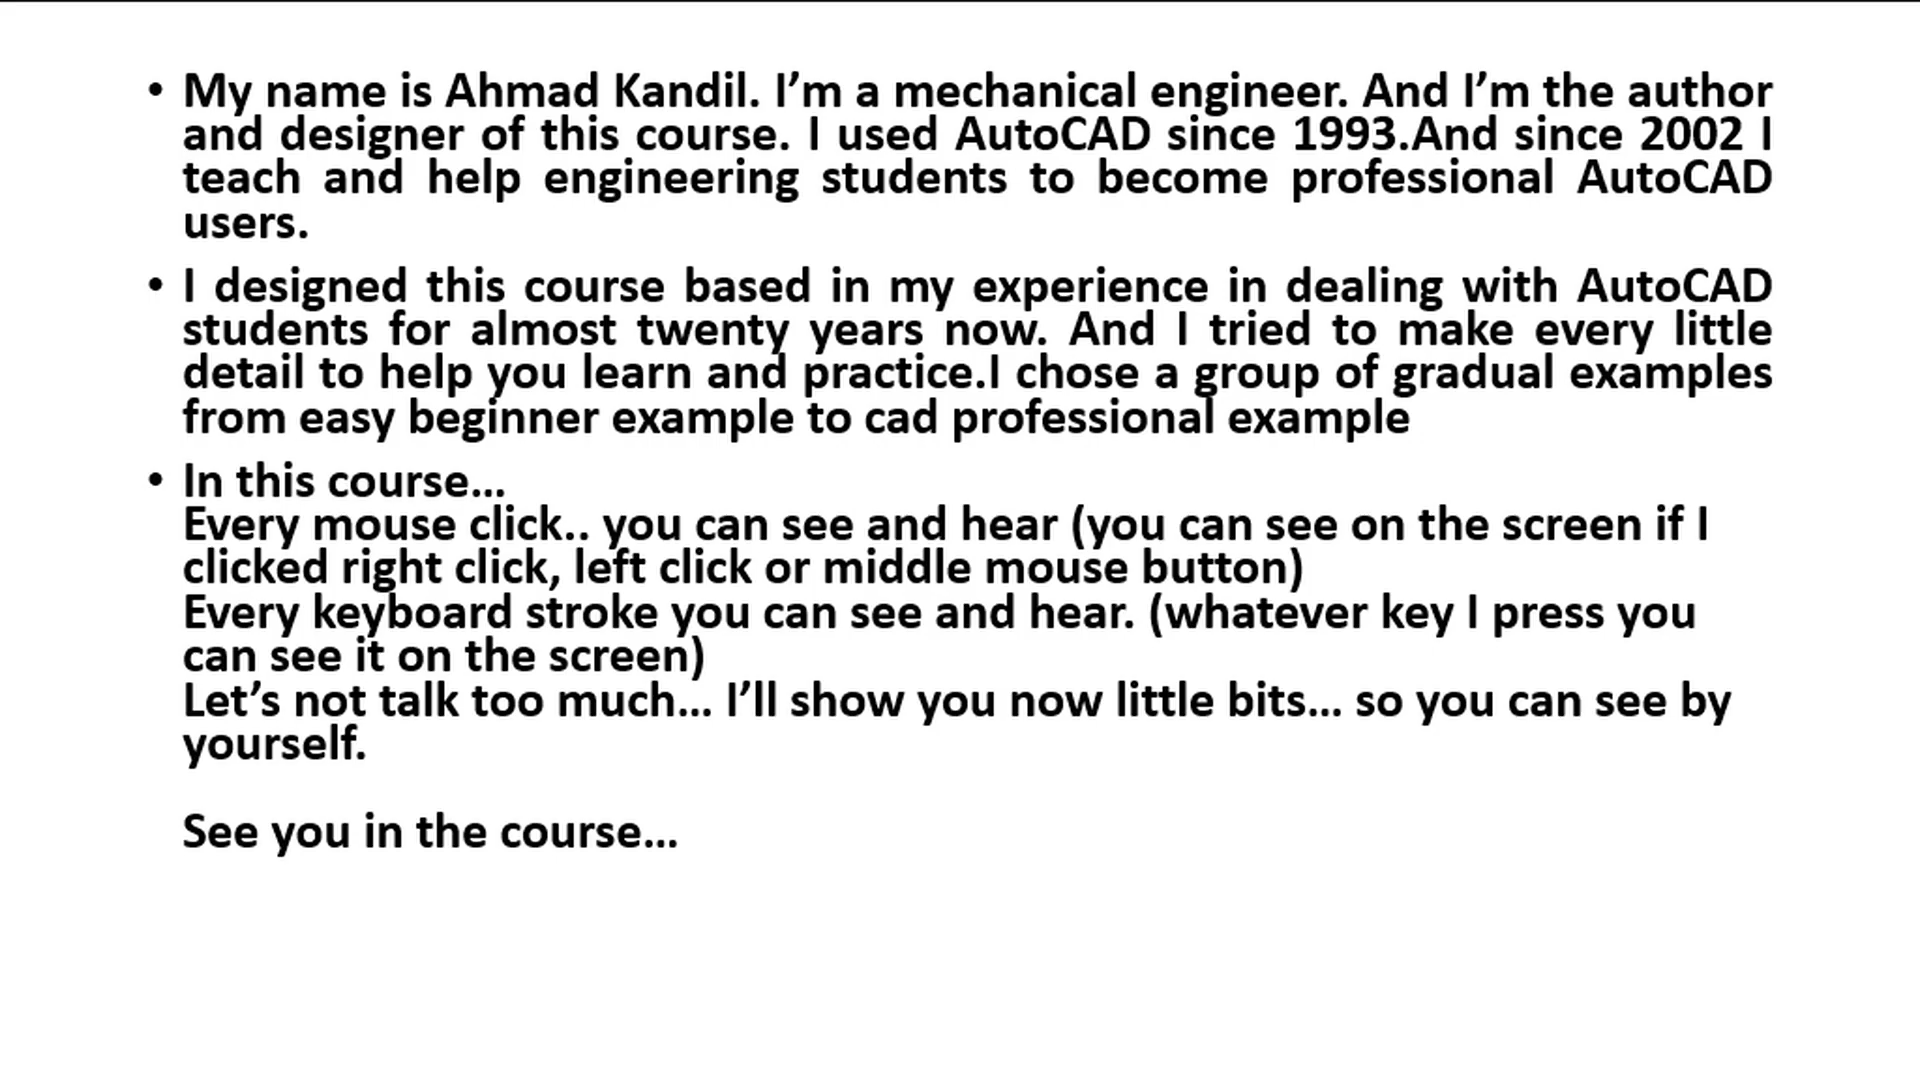 • My name is Ahmad Kandil. I’m a mechanical engineer. And I’m the author
and designer of this course. I used AutoCAD since 1993.And since 2002 I
teach and help engineering students to become professional AutoCAD
users.
• I designed this course based in my experience in dealing with AutoCAD
students for almost twenty years now. And I tried to make every little
detail to help you learn and practice.I chose a group of gradual examples
from easy beginner example to cad professional example
• In this course…
Every mouse click.. you can see and hear (you can see on the screen if I
clicked right click, left click or middle mouse button)
Every keyboard stroke you can see and hear. (whatever key I press you
can see it on the screen)
Let’s not talk too much… I’ll show you now little bits… so you can see by
yourself.
See you in the course…